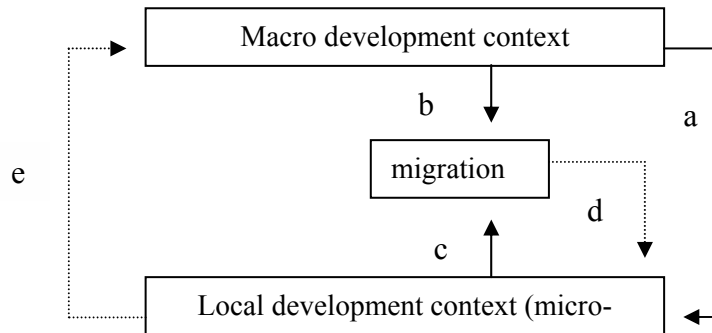 Macro development context
b
a
migration
e
d
c
Local development context (micro-